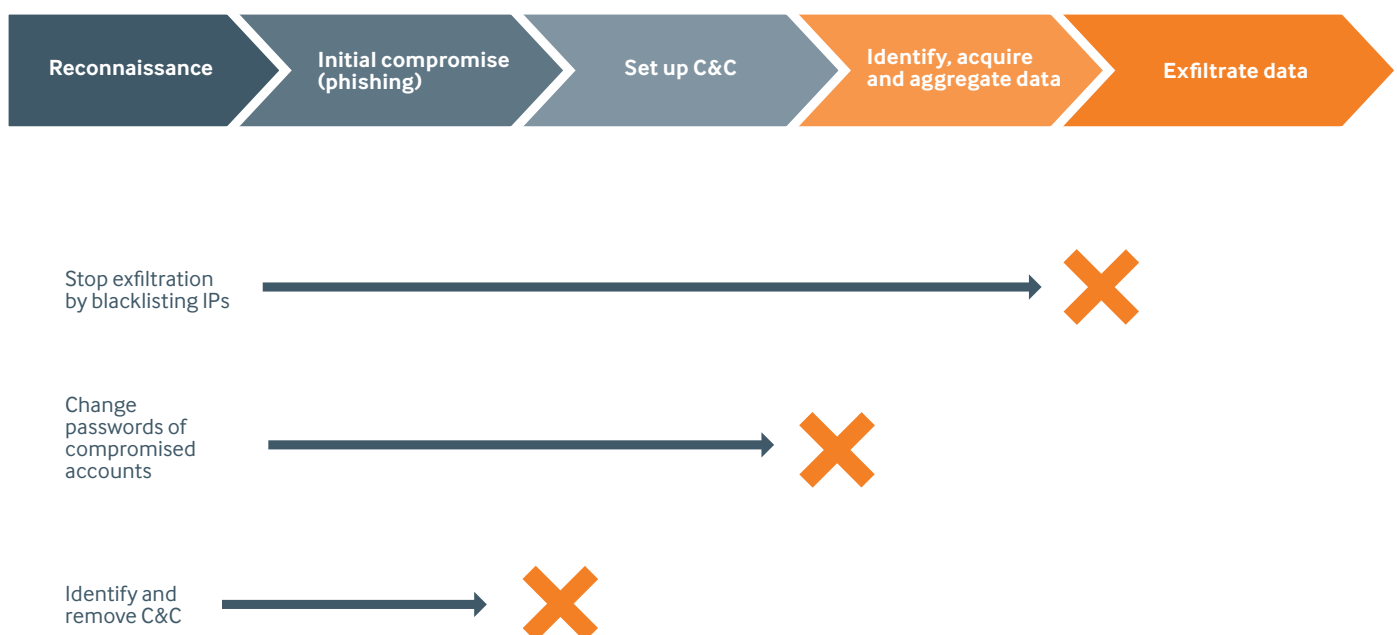 Reconnaissance
Initial compromise
(phishing)
Set up C&C
Identify, acquire
and aggregate data
Exfiltrate data
Stop exfiltration
by blacklisting IPs
Change
passwords of
compromised
accounts
Identify and
remove C&C